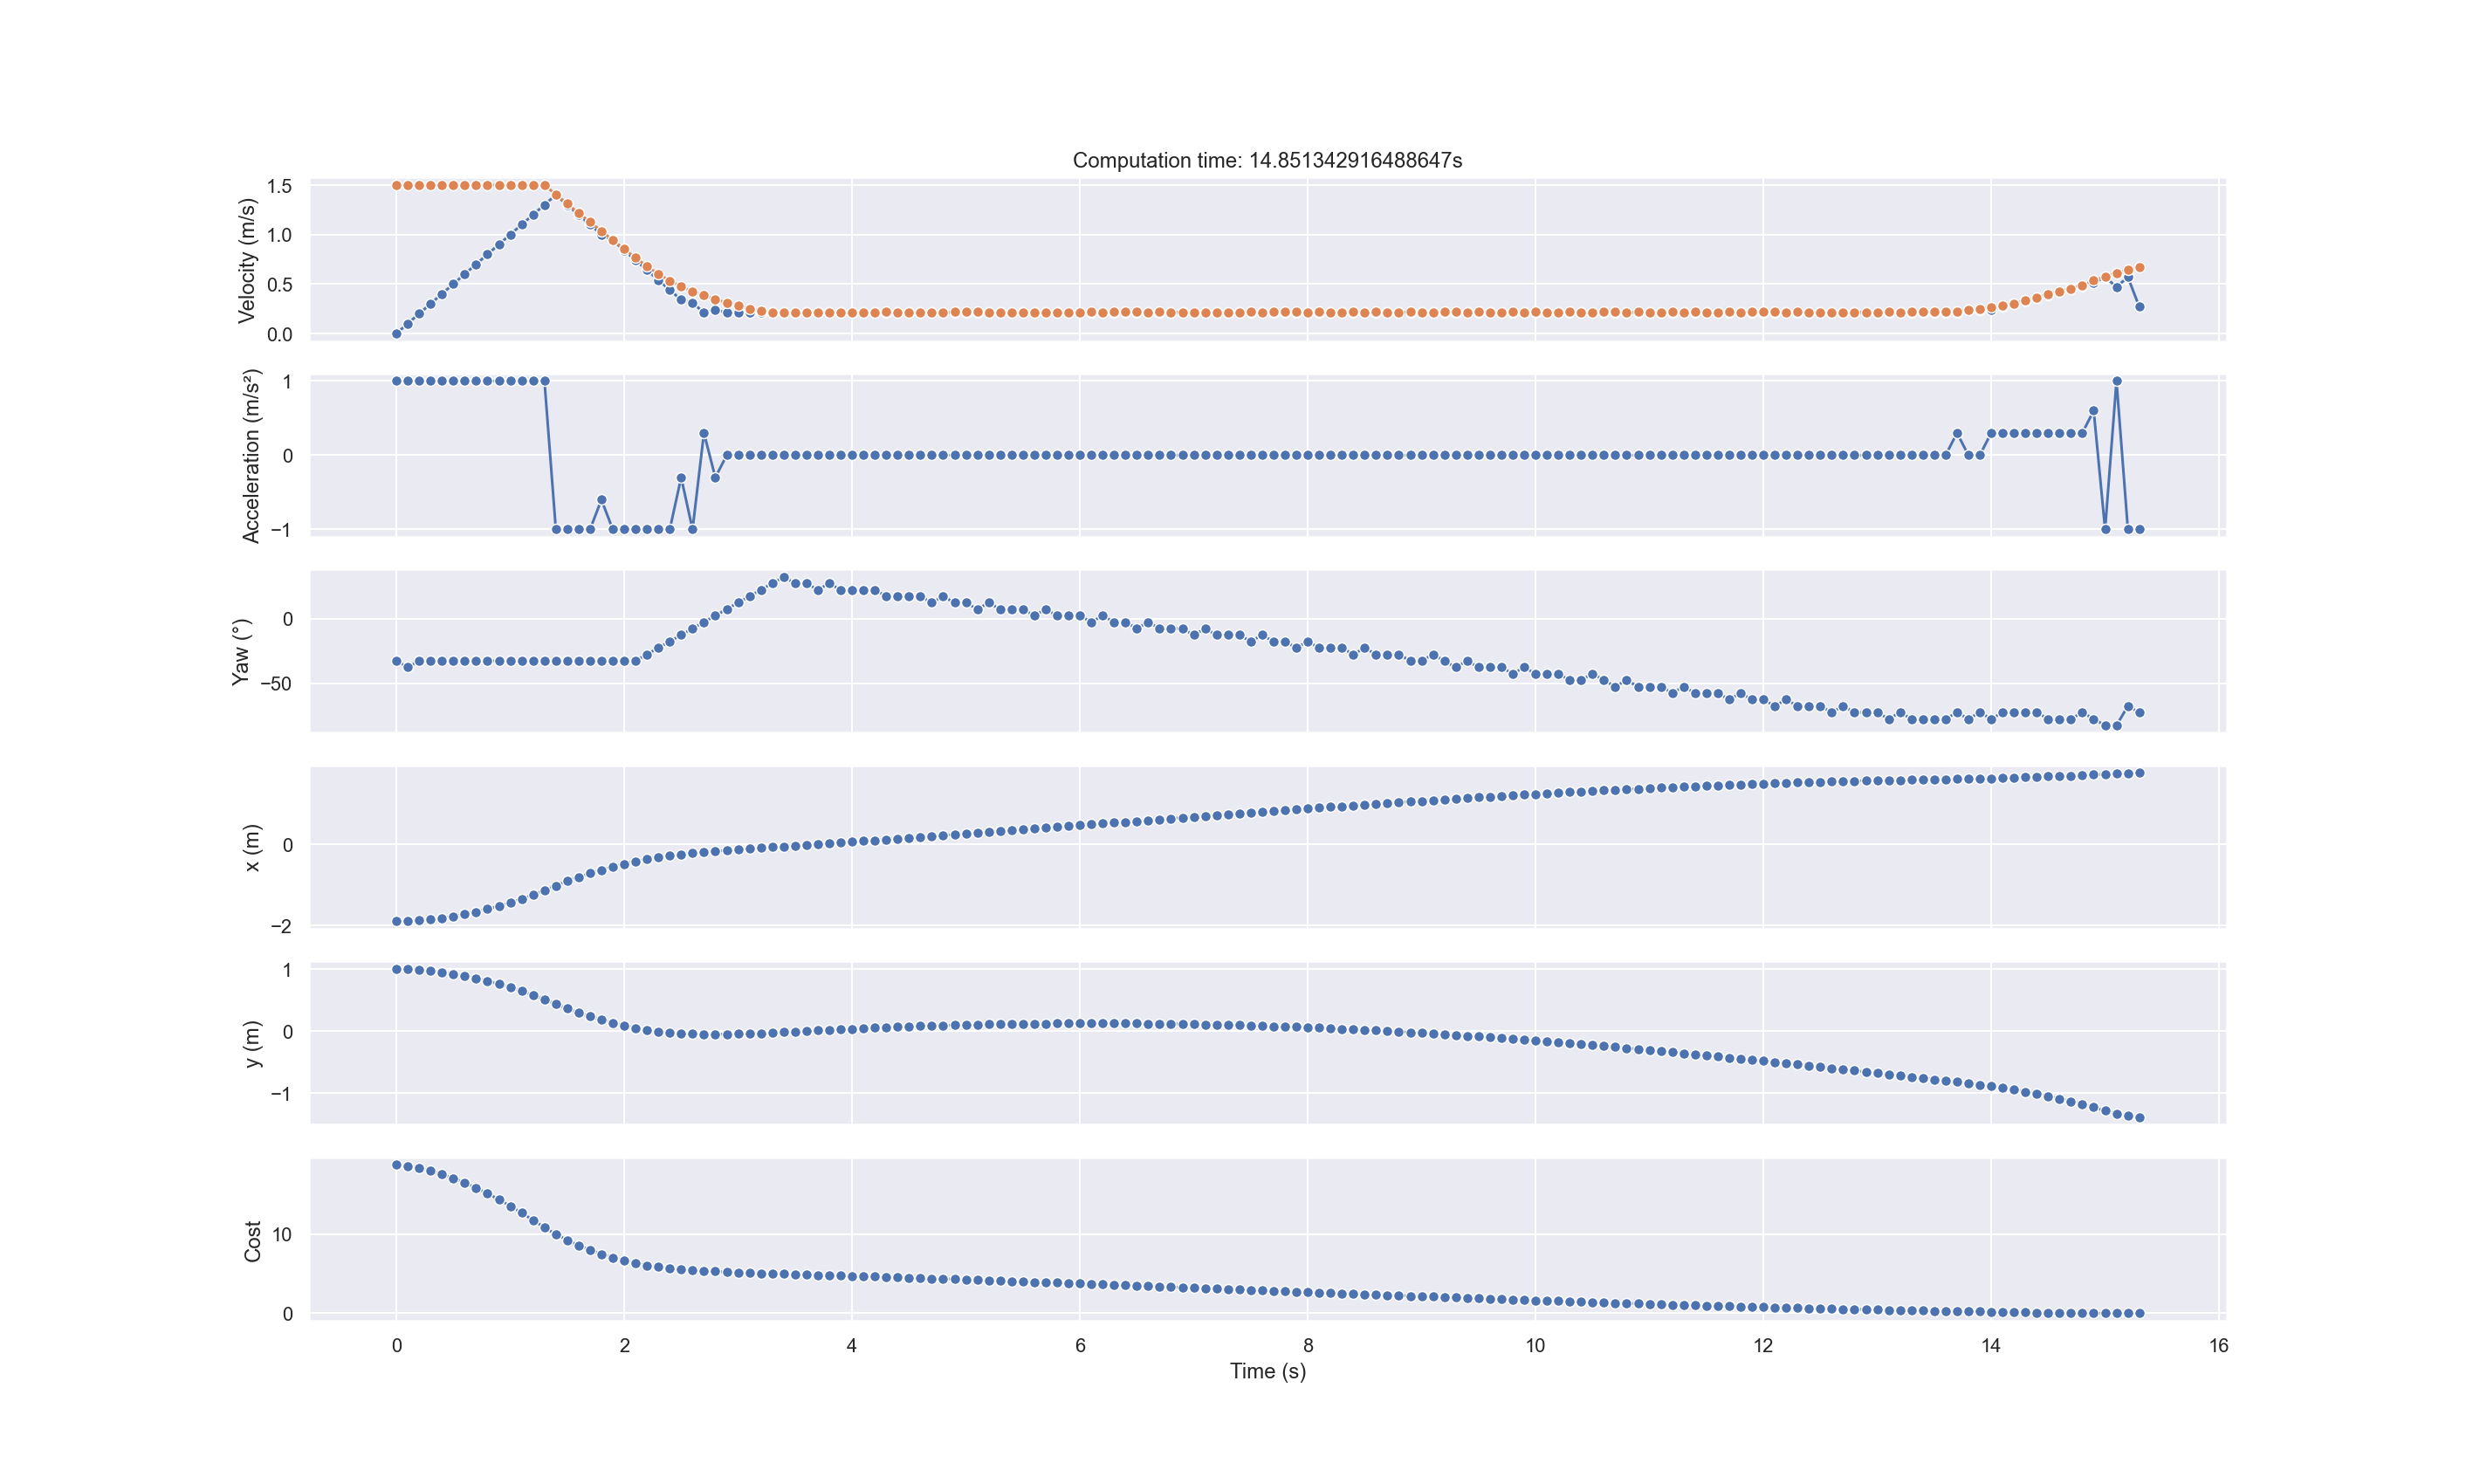 Computation time: 14.851342916488647s
Velocity (m/s)
1.5
1.0
0.5
0.0
Acceleration (m/s²)
1
0
−1
Yaw (°)
0
−50
x (m)
0
−2
y (m)
1
0
−1
Cost
10
0
0 2 4 6 8 10 12 14 16
Time (s)